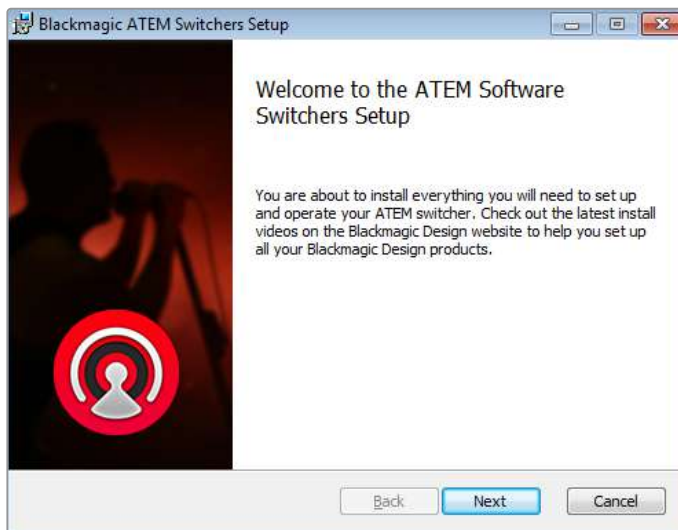 Blackmagic ATEM Switchers Setup
Welcome to the ATEM Software
Switchers Setup
You are about to install everything you will need to set up
and operate your ATEM switcher. Check out the latest install
videos on the Blackmagic Design website to help you set up
all your Blackmagic Design products.
Back Next Cancel